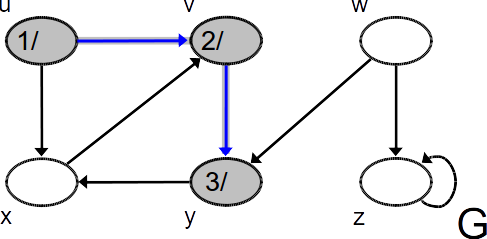 u v w
1/ 2/
3/
x y z
G